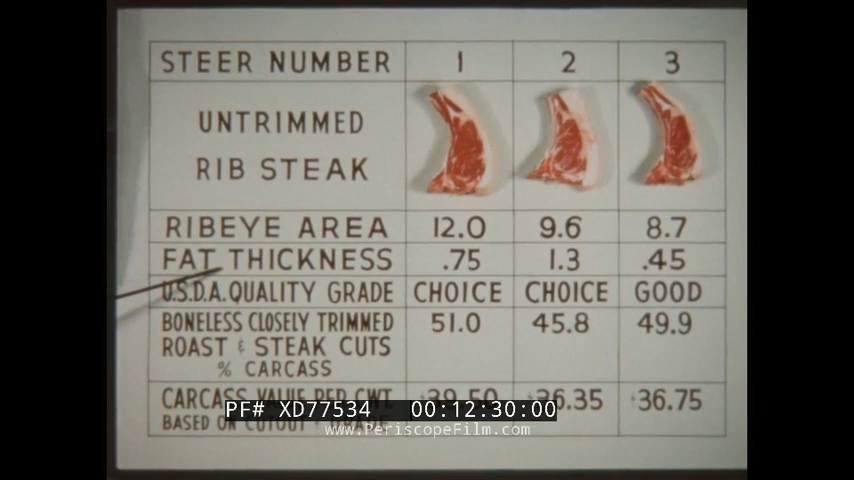 STEER NUMBER 1 2 3
UNTRIMMED
RIB STEAK
RIBEYE AREA 12.0 9.6 8.7
FAT THICKNESS .75 1.3 .45
U.S.D.A. QUALITY GRADE CHOICE CHOICE GOOD
BONELESS CLOSELY TRIMMED 51.0 45.8 49.9
ROAST & STEAK CUTS
% CARCASS
CARCASS VALUE PER CWT. 39.50 36.35 36.75
BASED ON CUTOUT
PF# XD77534 00:12:30:00
www.PeriscopeFilm.com